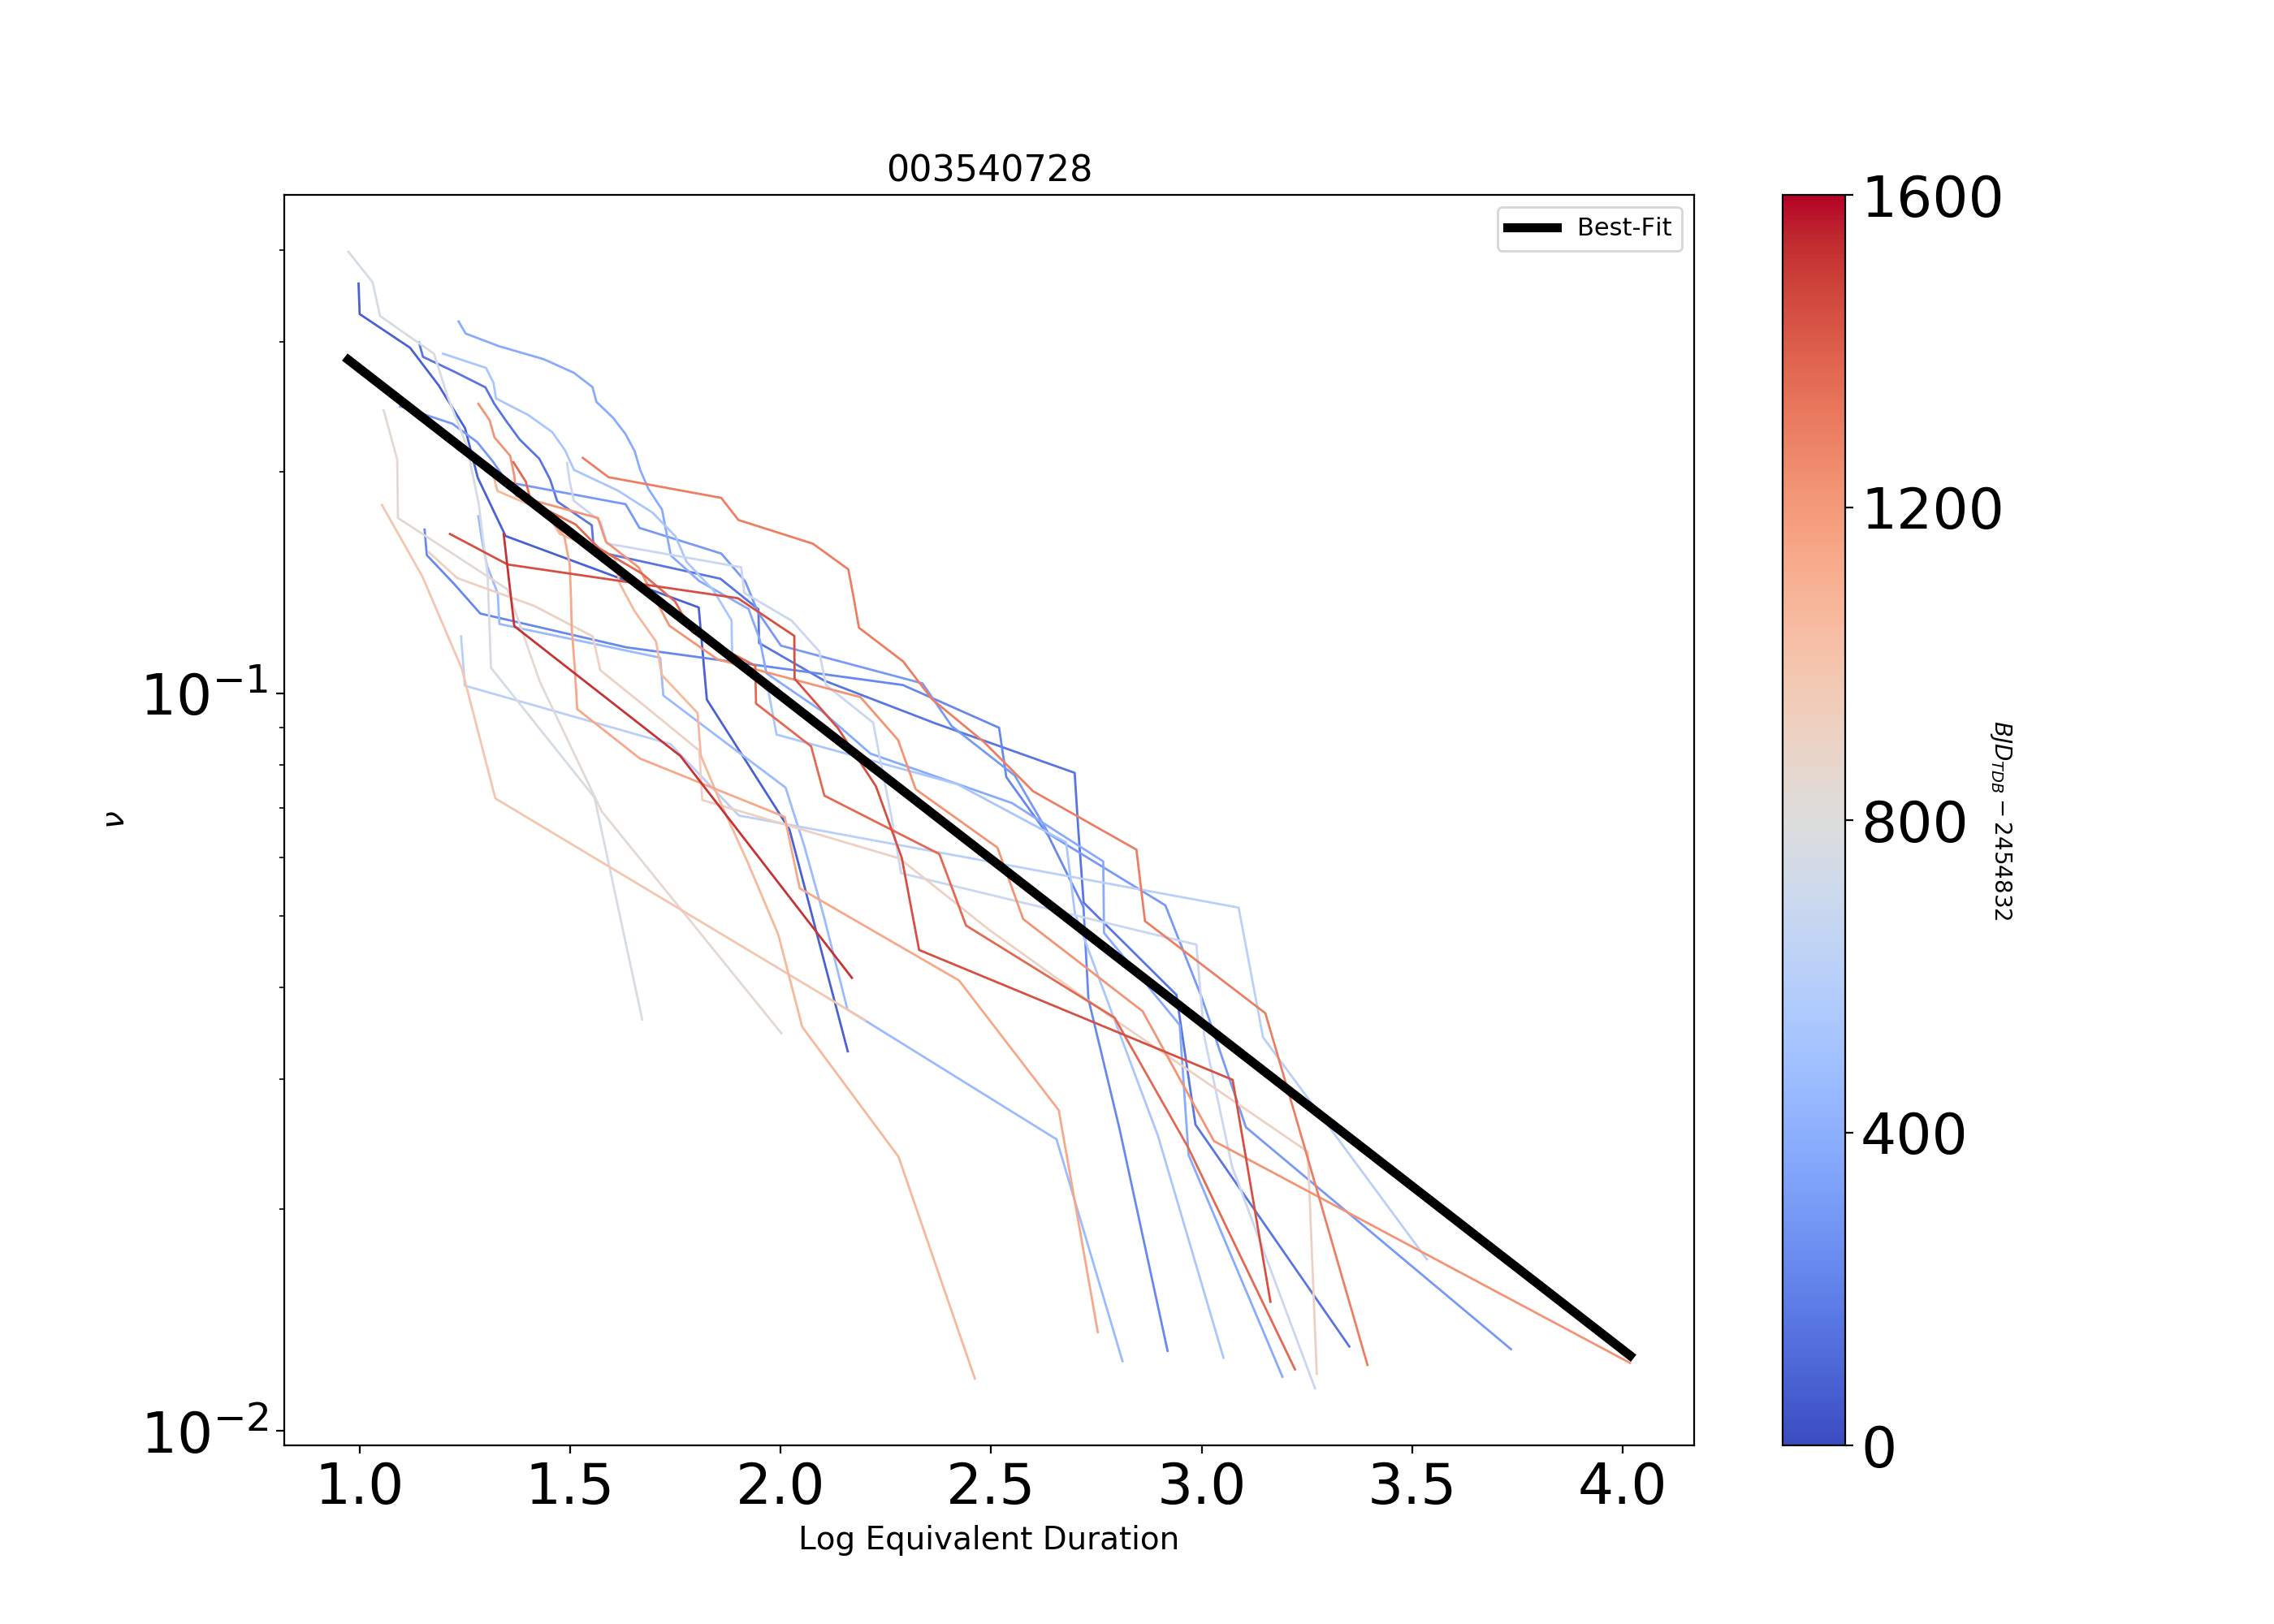 003540728
Best-Fit
10⁻¹
10⁻²
ν
1.0 1.5 2.0 2.5 3.0 3.5 4.0
Log Equivalent Duration
1600
1200
800
400
0
BJD_TDB − 2454832